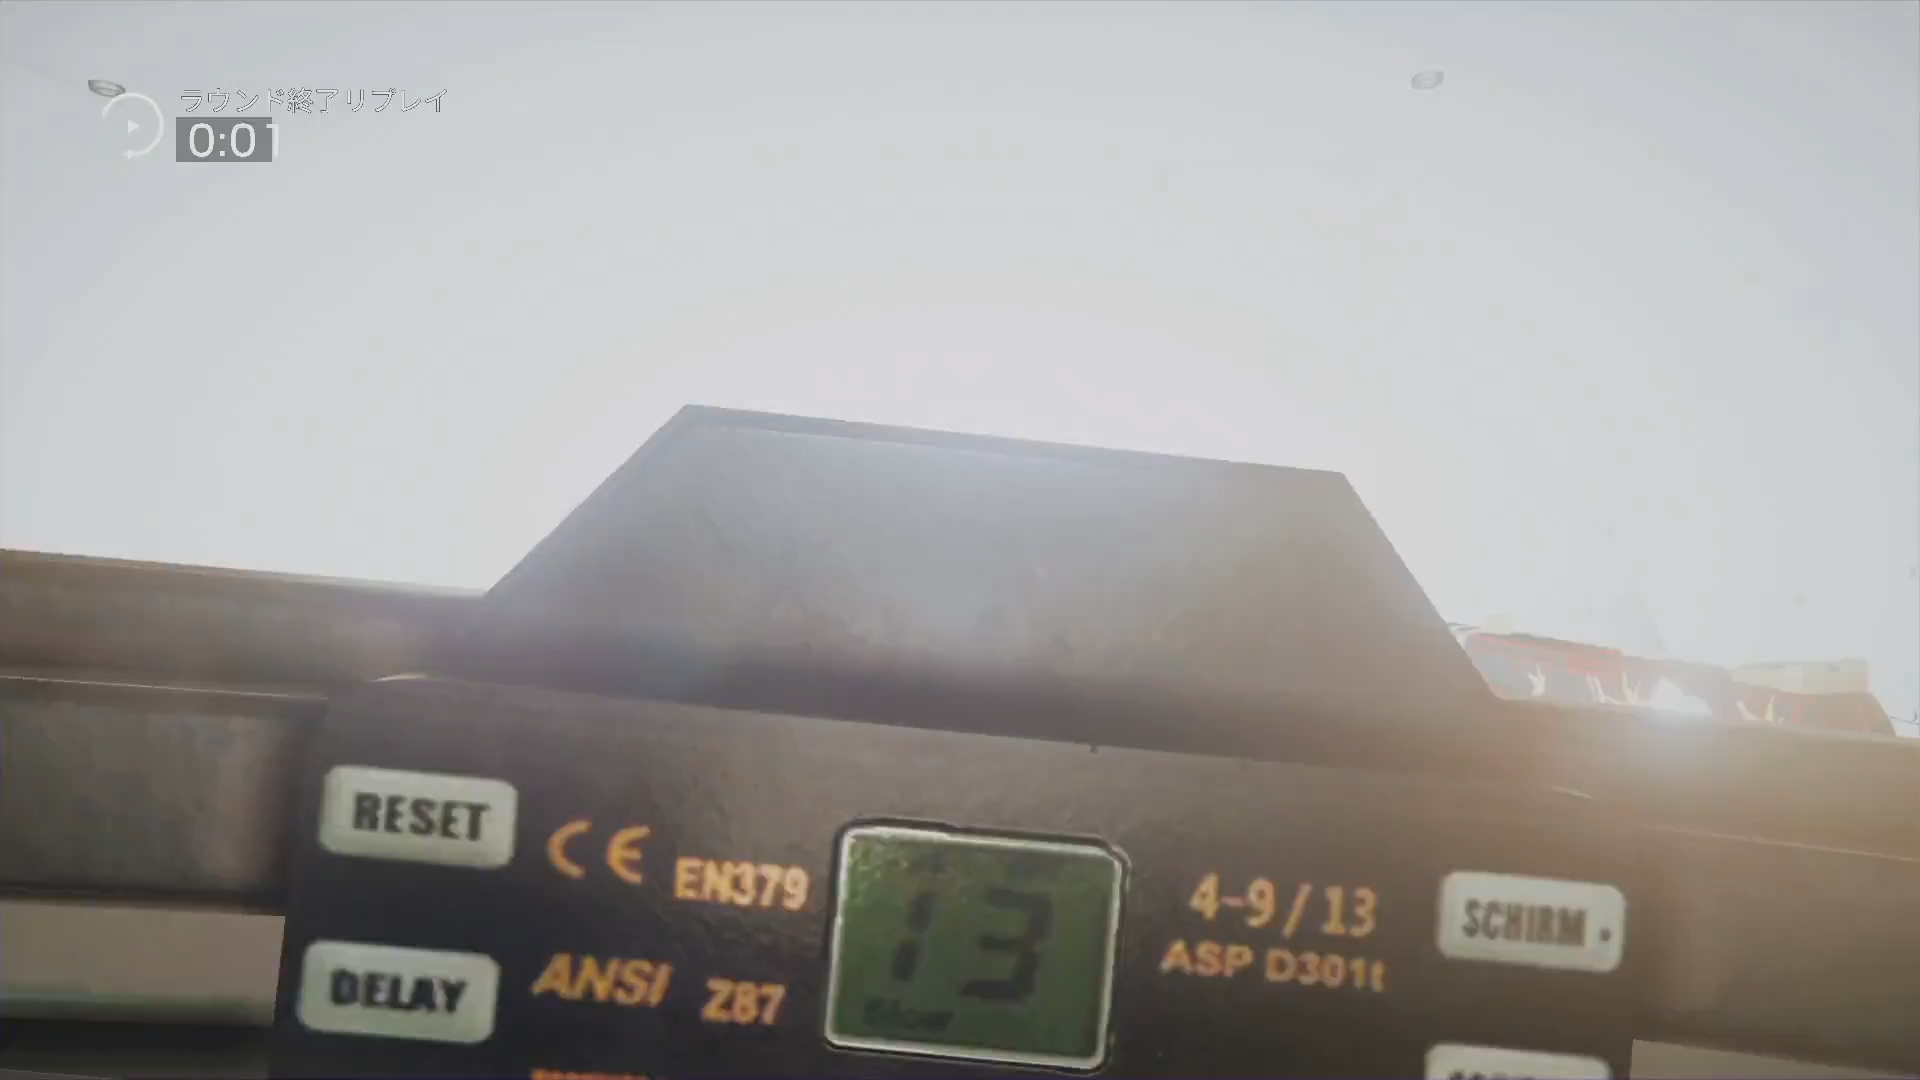 ラウンド終了リプレイ
0:01
RESET
CE EN379
13
4-9/13
ASP D301t
SCHIRM
DELAY
ANSI Z87